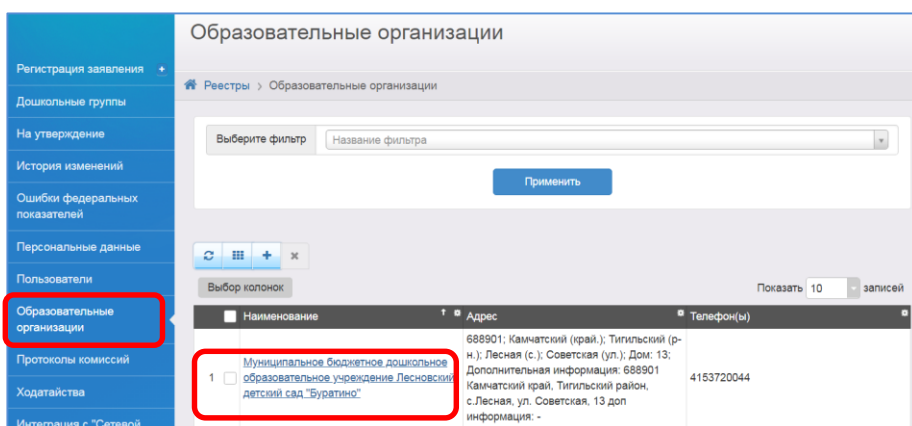 Образовательные организации
Регистрация заявления +
Дошкольные группы
На утверждение
История изменений
Ошибки федеральных
показателей
Персональные данные
Пользователи
Образовательные
организации
Протоколы комиссий
Ходатайства
Интеграция с "Сетевой
Реестры > Образовательные организации
Выберите фильтр
Название фильтра
Применить
Выбор колонок
Показать 10 записей
Наименование
Адрес
Телефон(ы)
1
Муниципальное бюджетное дошкольное
образовательное учреждение Лесновский
детский сад "Буратино"
688901; Камчатский (край.); Тигильский (р-
н.); Лесная (с.); Советская (ул.); Дом: 13;
Дополнительная информация: 688901
Камчатский край, Тигильский район,
с.Лесная, ул. Советская, 13 доп
информация: -
4153720044